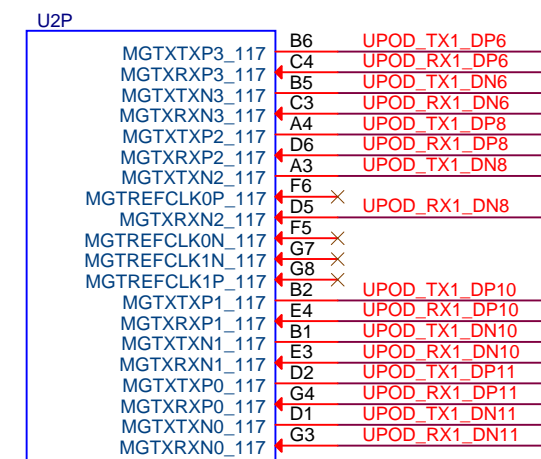 U2P
MGTXTXP3_117 B6 UPOD_TX1_DP6
MGTXRXP3_117 C4 UPOD_RX1_DP6
MGTXTXN3_117 B5 UPOD_TX1_DN6
MGTXRXN3_117 C3 UPOD_RX1_DN6
MGTXTXP2_117 A4 UPOD_TX1_DP8
MGTXRXP2_117 D6 UPOD_RX1_DP8
MGTXTXN2_117 A3 UPOD_TX1_DN8
MGTREFCLK0P_117 F6
MGTXRXN2_117 D5 UPOD_RX1_DN8
MGTREFCLK0N_117 F5
MGTREFCLK1N_117 G7
MGTREFCLK1P_117 G8
MGTXTXP1_117 B2 UPOD_TX1_DP10
MGTXRXP1_117 E4 UPOD_RX1_DP10
MGTXTXN1_117 B1 UPOD_TX1_DN10
MGTXRXN1_117 E3 UPOD_RX1_DN10
MGTXTXP0_117 D2 UPOD_TX1_DP11
MGTXRXP0_117 G4 UPOD_RX1_DP11
MGTXTXN0_117 D1 UPOD_TX1_DN11
MGTXRXN0_117 G3 UPOD_RX1_DN11